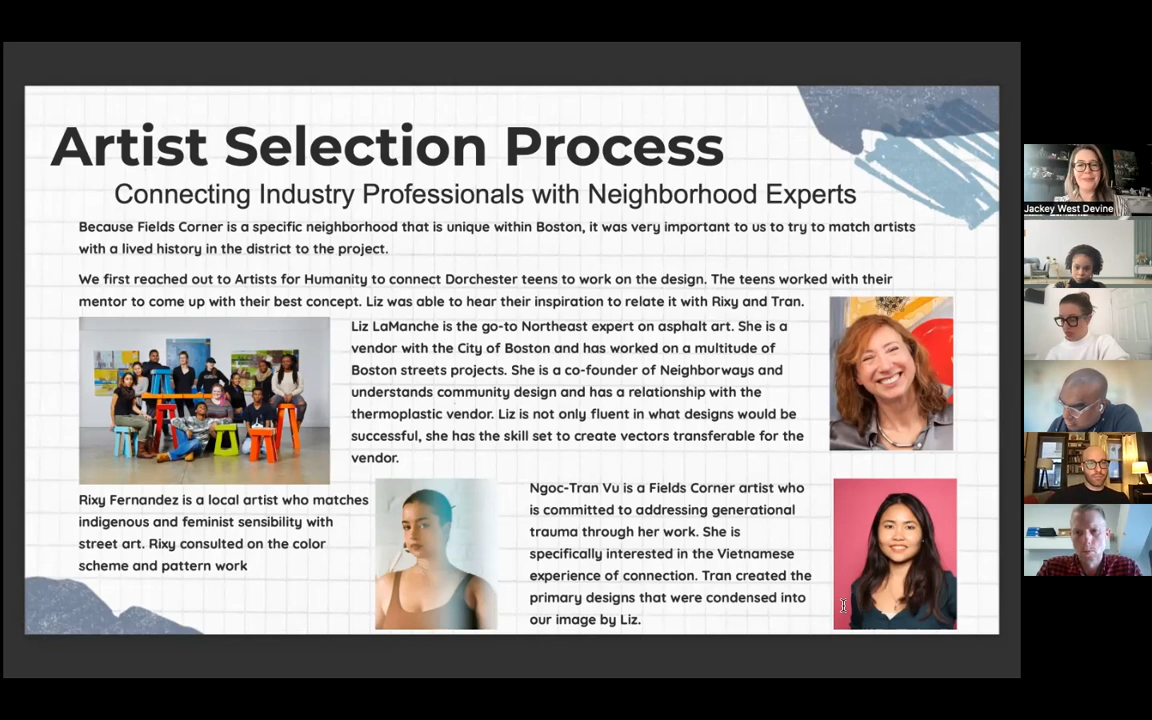 Artist Selection Process
Connecting Industry Professionals with Neighborhood Experts
Because Fields Corner is a specific neighborhood that is unique within Boston, it was very important to us to try to match artists
with a lived history in the district to the project.
We first reached out to Artists for Humanity to connect Dorchester teens to work on the design. The teens worked with their
mentor to come up with their best concept. Liz was able to hear their inspiration to relate it with Rixy and Tran.
Liz LaManche is the go-to Northeast expert on asphalt art. She is a
vendor with the City of Boston and has worked on a multitude of
Boston streets projects. She is a co-founder of Neighborways and
understands community design and has a relationship with the
thermoplastic vendor. Liz is not only fluent in what designs would be
successful, she has the skill set to create vectors transferable for the
vendor.
Rixy Fernandez is a local artist who matches
indigenous and feminist sensibility with
street art. Rixy consulted on the color
scheme and pattern work
Ngoc-Tran Vu is a Fields Corner artist who
is committed to addressing generational
trauma through her work. She is
specifically interested in the Vietnamese
experience of connection. Tran created the
primary designs that were condensed into
our image by Liz.
Jackey West Devine